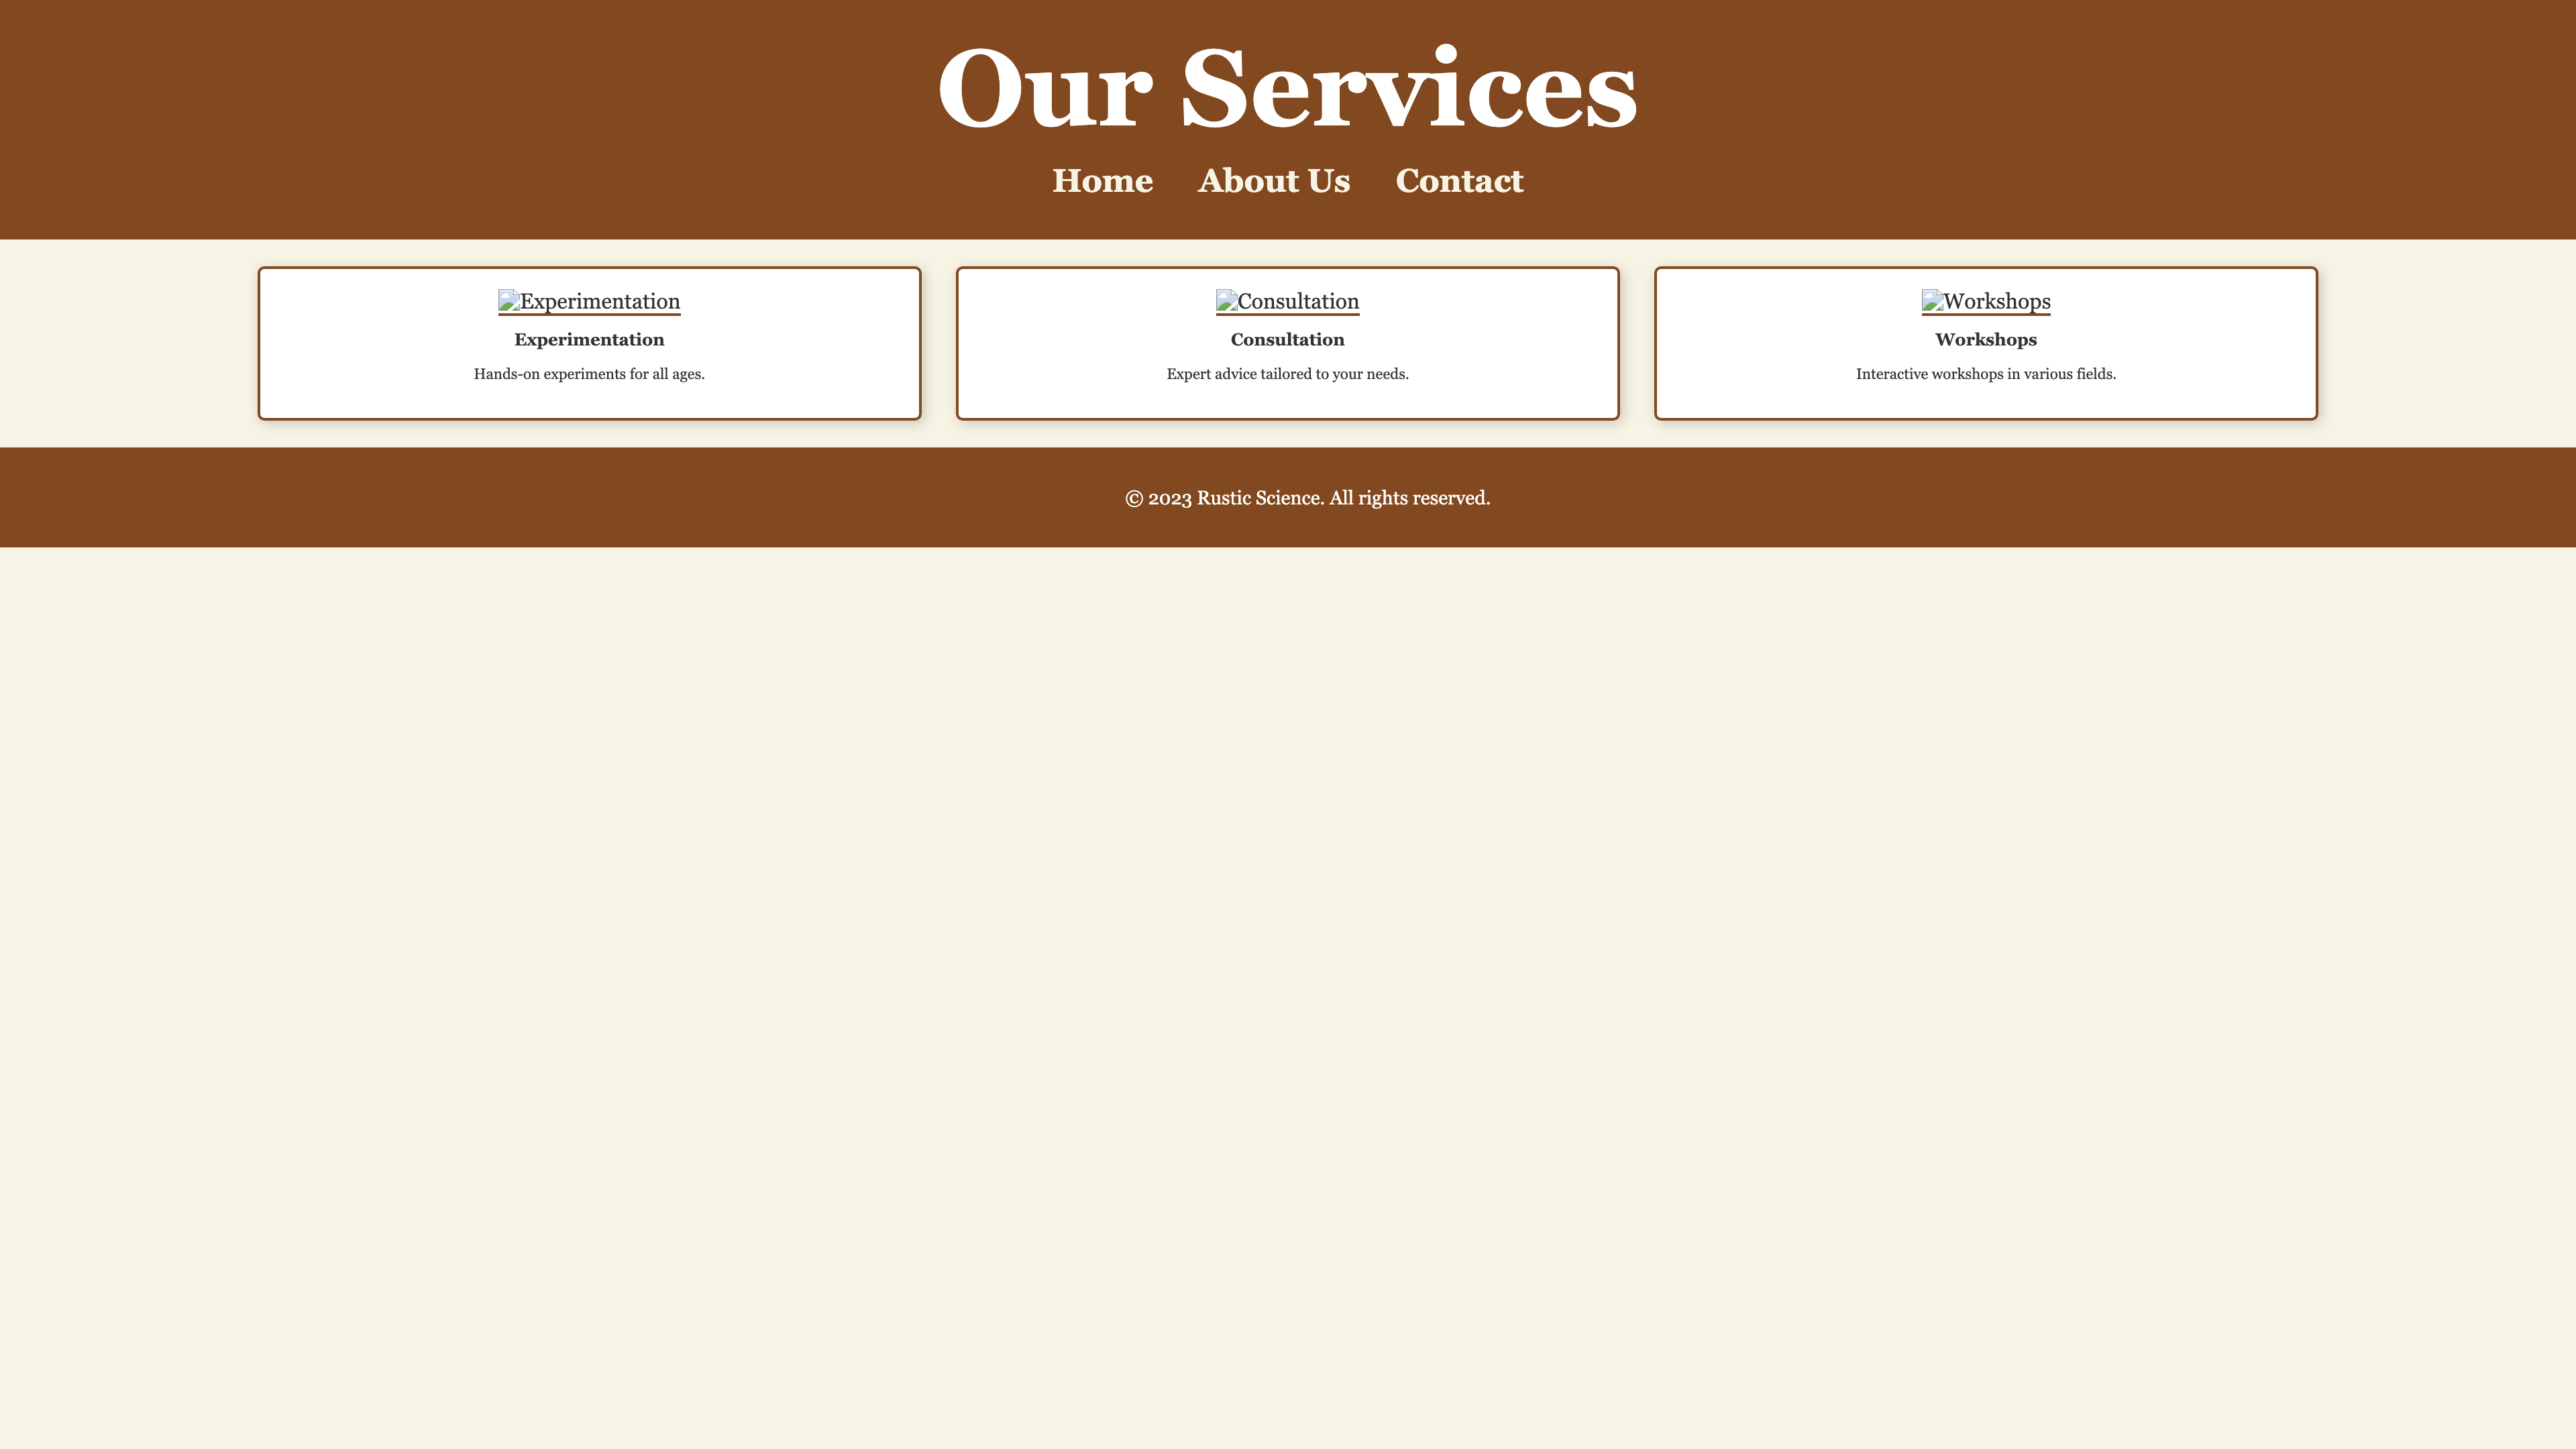 Our Services
Home About Us Contact
Experimentation Consultation Workshops
Experimentation Consultation Workshops
Hands-on experiments for all ages. Expert advice tailored to your needs. Interactive workshops in various fields.
© 2023 Rustic Science. All rights reserved.